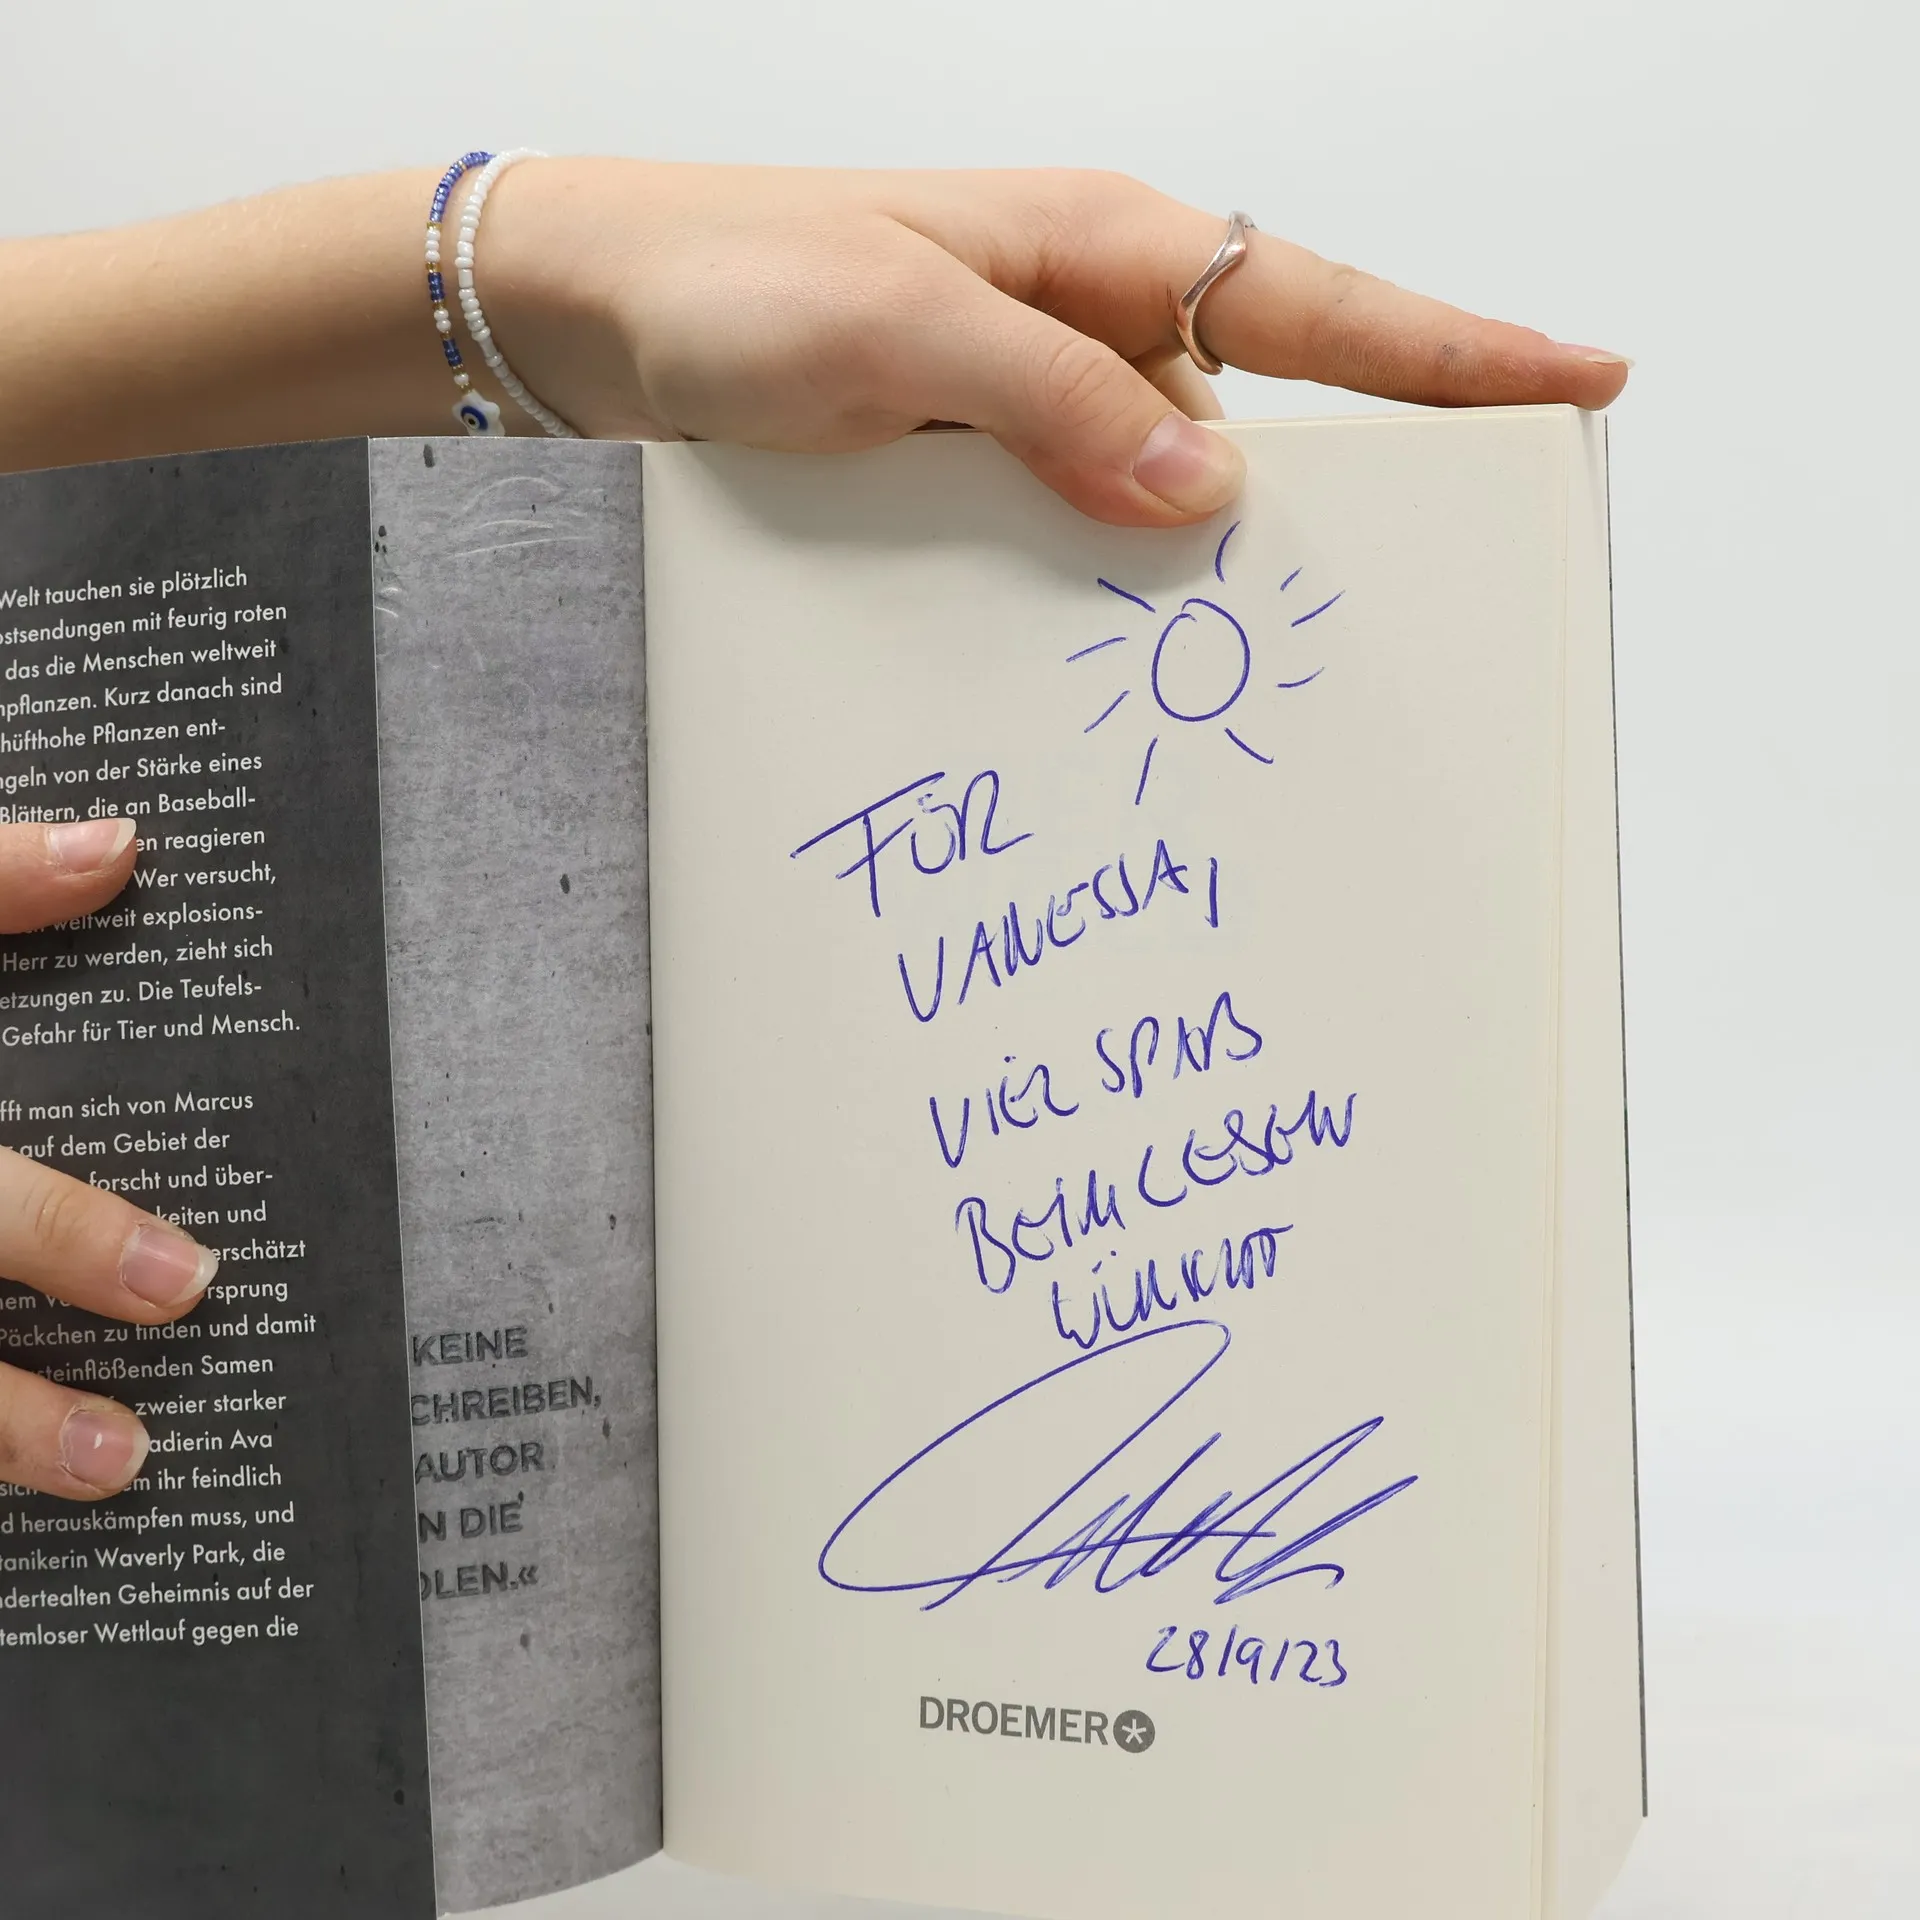 Welt tauchen sie plötzlich
ostsendungen mit feurig roten
das die Menschen weltweit
npflanzen. Kurz danach sind
hüfthohe Pflanzen ent-
ngeln von der Stärke eines
Blättern, die an Baseball-
en reagieren
Wer versucht,
weltweit explosions-
Herr zu werden, zieht sich
etzungen zu. Die Teufels-
Gefahr für Tier und Mensch.
fft man sich von Marcus
auf dem Gebiet der
forscht und über-
keiten und
erschätzt
rsprung
Päckchen zu finden und damit
steinflößenden Samen
zweier starker
adierin Ava
m ihr feindlich
d herauskämpfen muss, und
tanikerin Waverly Park, die
ndertealten Geheimnis auf der
temloser Wettlauf gegen die
KEINE
CHREIBEN,
AUTOR
N DIE
OLEN.«
FÜR
VANESSA,
VIEL SPAß
BEIM LESEN
28/9/23
DROEMER